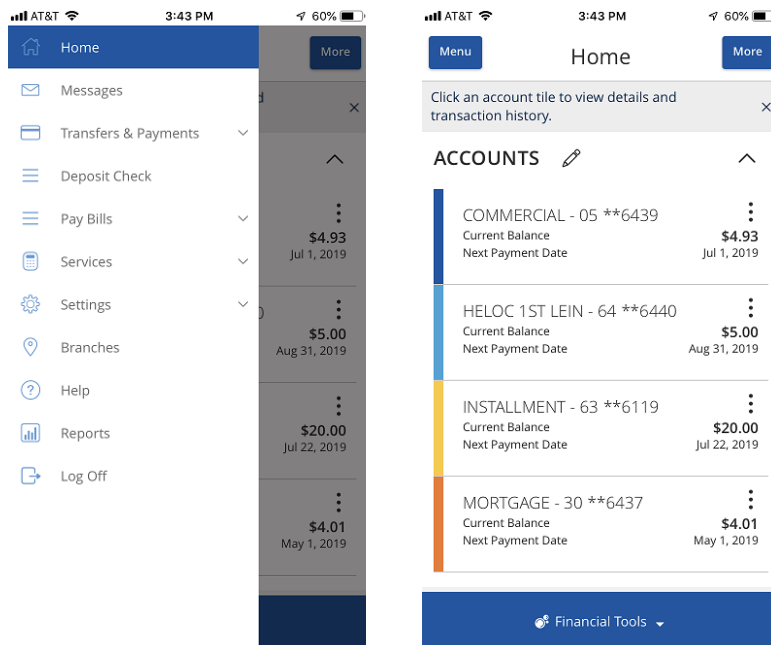 AT&T 3:43 PM 60%
Home
More
Messages
Transfers & Payments
Deposit Check
Pay Bills
$4.93
Jul 1, 2019
Services
Settings
$5.00
Aug 31, 2019
Branches
Help
$20.00
Jul 22, 2019
Reports
Log Off
$4.01
May 1, 2019
AT&T 3:43 PM 60%
Menu Home More
Click an account tile to view details and
transaction history.
ACCOUNTS
COMMERCIAL - 05 **6439
Current Balance $4.93
Next Payment Date Jul 1, 2019
HELOC 1ST LEIN - 64 **6440
Current Balance $5.00
Next Payment Date Aug 31, 2019
INSTALLMENT - 63 **6119
Current Balance $20.00
Next Payment Date Jul 22, 2019
MORTGAGE - 30 **6437
Current Balance $4.01
Next Payment Date May 1, 2019
Financial Tools